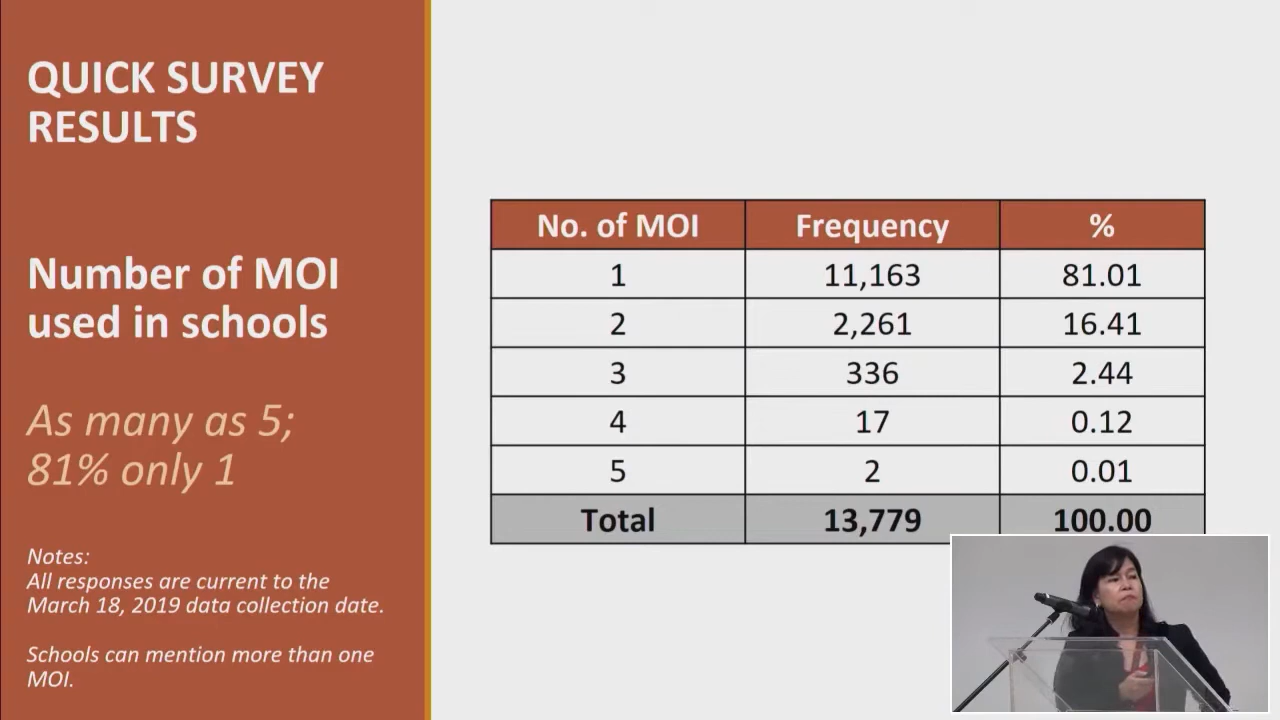 QUICK SURVEY
RESULTS
Number of MOI
used in schools
As many as 5;
81% only 1
Notes:
All responses are current to the
March 18, 2019 data collection date.
Schools can mention more than one
MOI.
No. of MOI Frequency %
1 11,163 81.01
2 2,261 16.41
3 336 2.44
4 17 0.12
5 2 0.01
Total 13,779 100.00